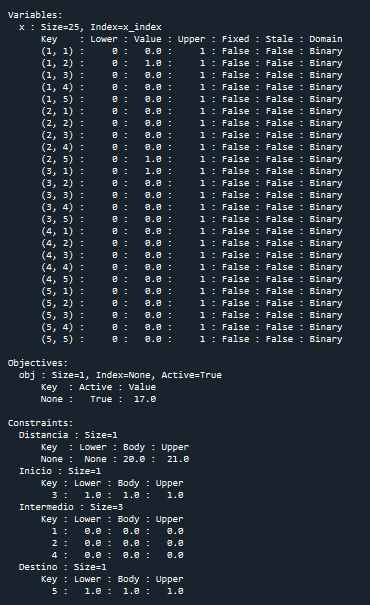 Variables:
x : Size=25, Index=x_index
Key : Lower : Value : Upper : Fixed : Stale : Domain
(1, 1) : 0 : 0.0 : 1 : False : False : Binary
(1, 2) : 0 : 1.0 : 1 : False : False : Binary
(1, 3) : 0 : 0.0 : 1 : False : False : Binary
(1, 4) : 0 : 0.0 : 1 : False : False : Binary
(1, 5) : 0 : 0.0 : 1 : False : False : Binary
(2, 1) : 0 : 0.0 : 1 : False : False : Binary
(2, 2) : 0 : 0.0 : 1 : False : False : Binary
(2, 3) : 0 : 0.0 : 1 : False : False : Binary
(2, 4) : 0 : 0.0 : 1 : False : False : Binary
(2, 5) : 0 : 1.0 : 1 : False : False : Binary
(3, 1) : 0 : 1.0 : 1 : False : False : Binary
(3, 2) : 0 : 0.0 : 1 : False : False : Binary
(3, 3) : 0 : 0.0 : 1 : False : False : Binary
(3, 4) : 0 : 0.0 : 1 : False : False : Binary
(3, 5) : 0 : 0.0 : 1 : False : False : Binary
(4, 1) : 0 : 0.0 : 1 : False : False : Binary
(4, 2) : 0 : 0.0 : 1 : False : False : Binary
(4, 3) : 0 : 0.0 : 1 : False : False : Binary
(4, 4) : 0 : 0.0 : 1 : False : False : Binary
(4, 5) : 0 : 0.0 : 1 : False : False : Binary
(5, 1) : 0 : 0.0 : 1 : False : False : Binary
(5, 2) : 0 : 0.0 : 1 : False : False : Binary
(5, 3) : 0 : 0.0 : 1 : False : False : Binary
(5, 4) : 0 : 0.0 : 1 : False : False : Binary
(5, 5) : 0 : 0.0 : 1 : False : False : Binary
Objectives:
obj : Size=1, Index=None, Active=True
Key : Active : Value
None : True : 17.0
Constraints:
Distancia : Size=1
Key : Lower : Body : Upper
None : None : 20.0 : 21.0
Inicio : Size=1
Key : Lower : Body : Upper
3 : 1.0 : 1.0 : 1.0
Intermedio : Size=3
Key : Lower : Body : Upper
1 : 0.0 : 0.0 : 0.0
2 : 0.0 : 0.0 : 0.0
4 : 0.0 : 0.0 : 0.0
Destino : Size=1
Key : Lower : Body : Upper
5 : 1.0 : 1.0 : 1.0